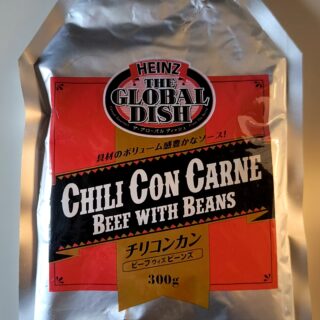 HEINZ
THE
GLOBAL
DISH
ザ・グローバル・ディッシュ
具材のボリューム感豊かなソース!
CHILI CON CARNE
BEEF WITH BEANS
チリコンカン
ビーフ ウィズ ビーンズ
300g